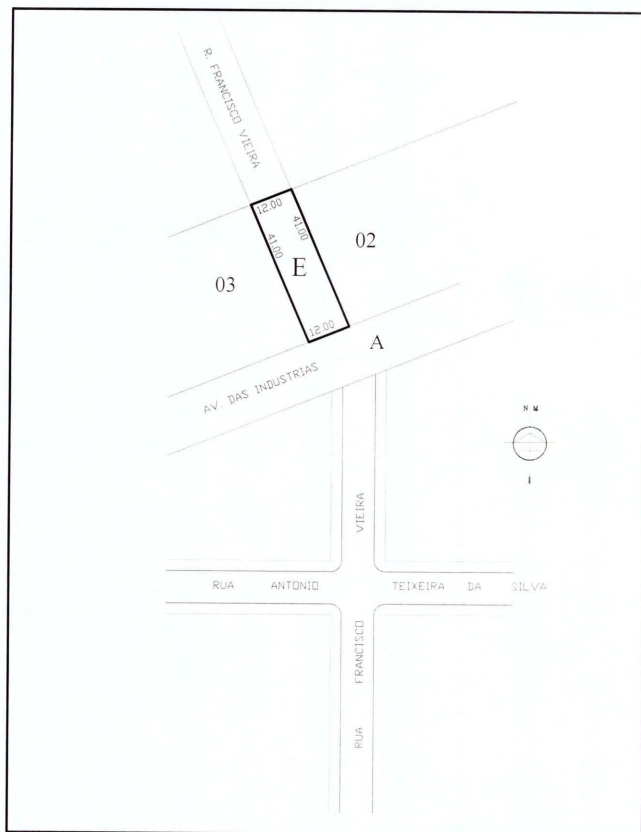 R. FRANCISCO VIEIRA
12.00
41.00
41.00
E
02
03
12.00
A
AV. DAS INDUSTRIAS
N M
VIEIRA
RUA ANTONIO TEIXEIRA DA SILVA
FRANCISCO
RUA